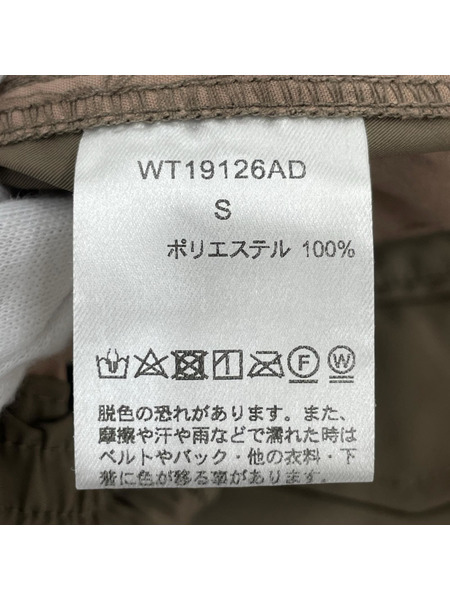 WT19126AD
S
ポリエステル 100%
F W
脱色の恐れがあります。また、
摩擦や汗や雨などで濡れた時は
ベルトやバック・他の衣料・下
着に色が移る事があります。